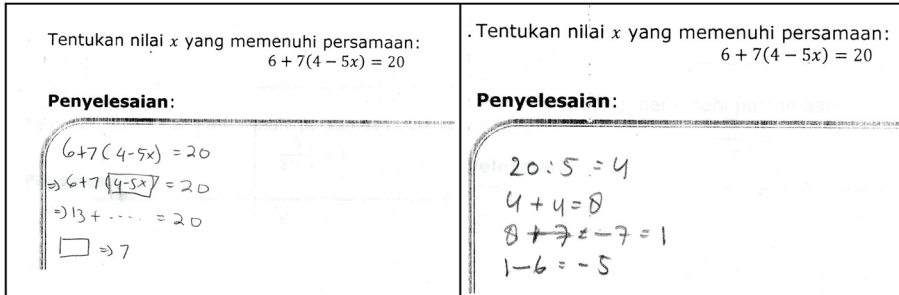 Tentukan nilai x yang memenuhi persamaan:
6 + 7(4 − 5x) = 20
Penyelesaian:
6+7(4-5x) = 20
=> 6+7(4-5x) = 20
=> 13 + ..... = 20
□ => 7
. Tentukan nilai x yang memenuhi persamaan:
6 + 7(4 − 5x) = 20
Penyelesaian:
20 : 5 = 4
4 + 4 = 8
8 + 7 = - 7 = 1
1 - 6 = - 5